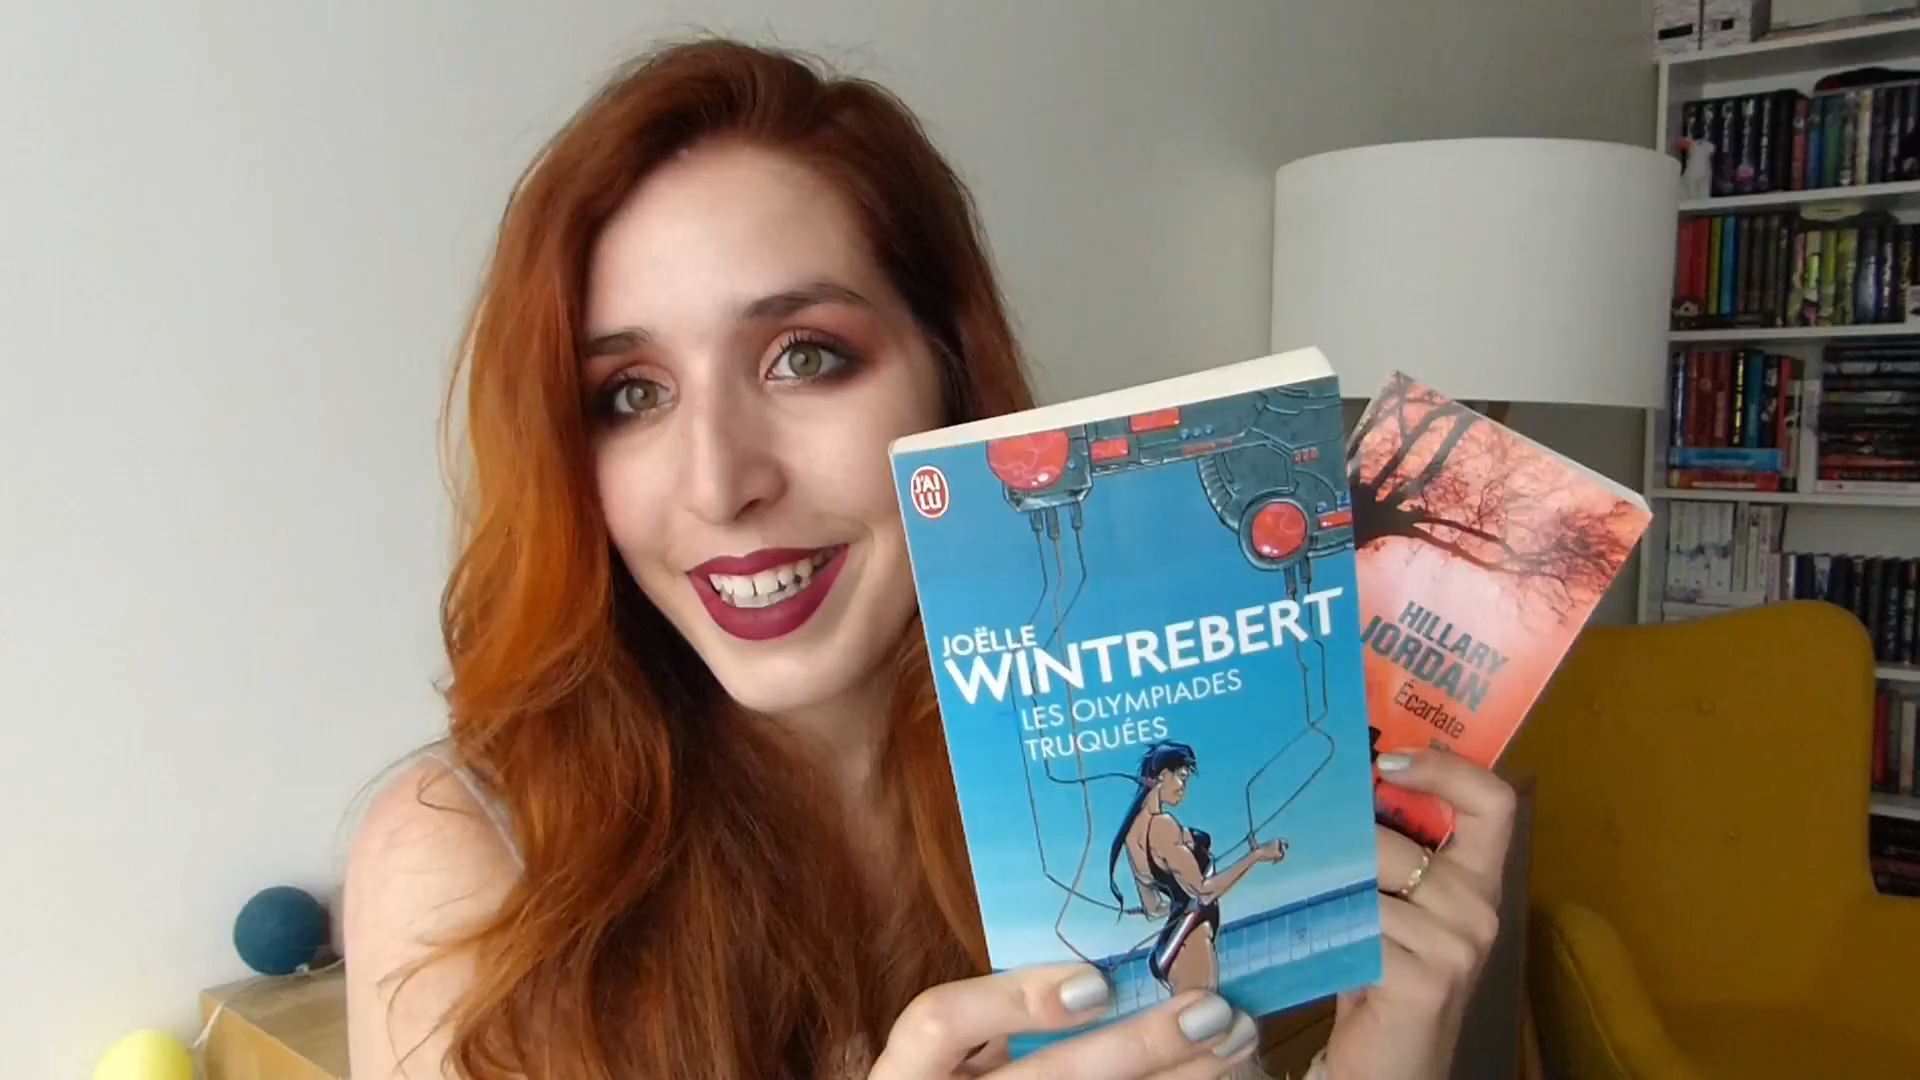 J'AI
LU
JOËLLE
WINTREBERT
LES OLYMPIADES
TRUQUÉES
HILLARY
JORDAN
Écarlate